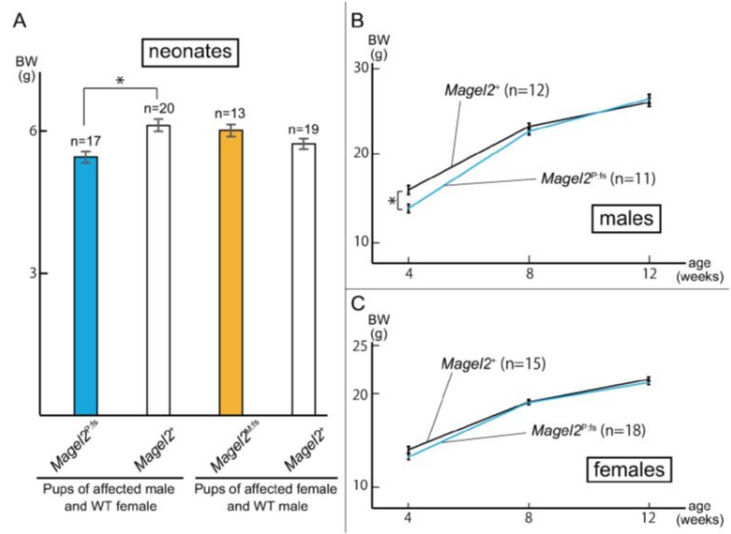 A
neonates
BW
(g)
*
n=20
n=13
n=17
n=19
6
3
Magel2P:fs
Magel2+
Magel2M:fs
Magel2+
Pups of affected male
and WT female
Pups of affected female
and WT male
B
BW
(g)
30
Magel2+ (n=12)
20
Magel2P:fs (n=11)
*
males
10
4
8
12
age
(weeks)
C
BW
(g)
25
Magel2+ (n=15)
20
Magel2P:fs (n=18)
females
10
4
8
12
age
(weeks)